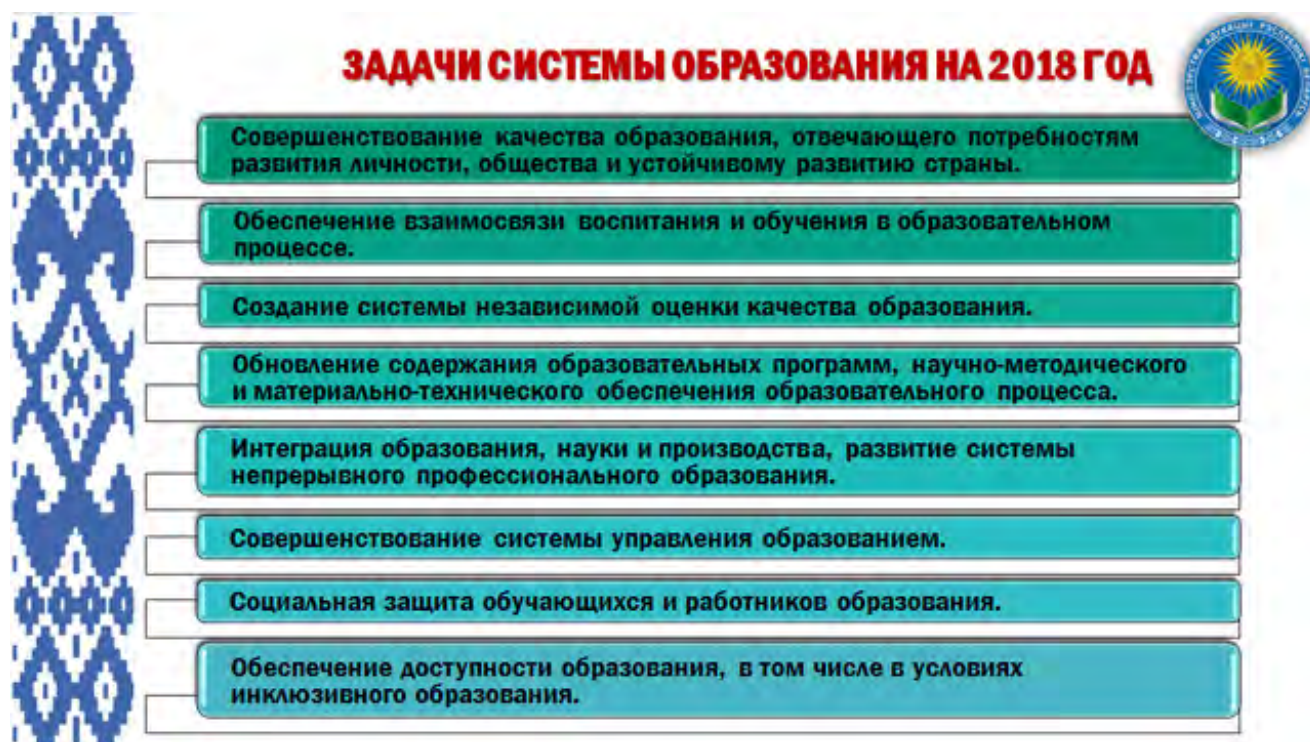 ЗАДАЧИ СИСТЕМЫ ОБРАЗОВАНИЯ НА 2018 ГОД
Совершенствование качества образования, отвечающего потребностям
развития личности, общества и устойчивому развитию страны.
Обеспечение взаимосвязи воспитания и обучения в образовательном
процессе.
Создание системы независимой оценки качества образования.
Обновление содержания образовательных программ, научно-методического
и материально-технического обеспечения образовательного процесса.
Интеграция образования, науки и производства, развитие системы
непрерывного профессионального образования.
Совершенствование системы управления образованием.
Социальная защита обучающихся и работников образования.
Обеспечение доступности образования, в том числе в условиях
инклюзивного образования.